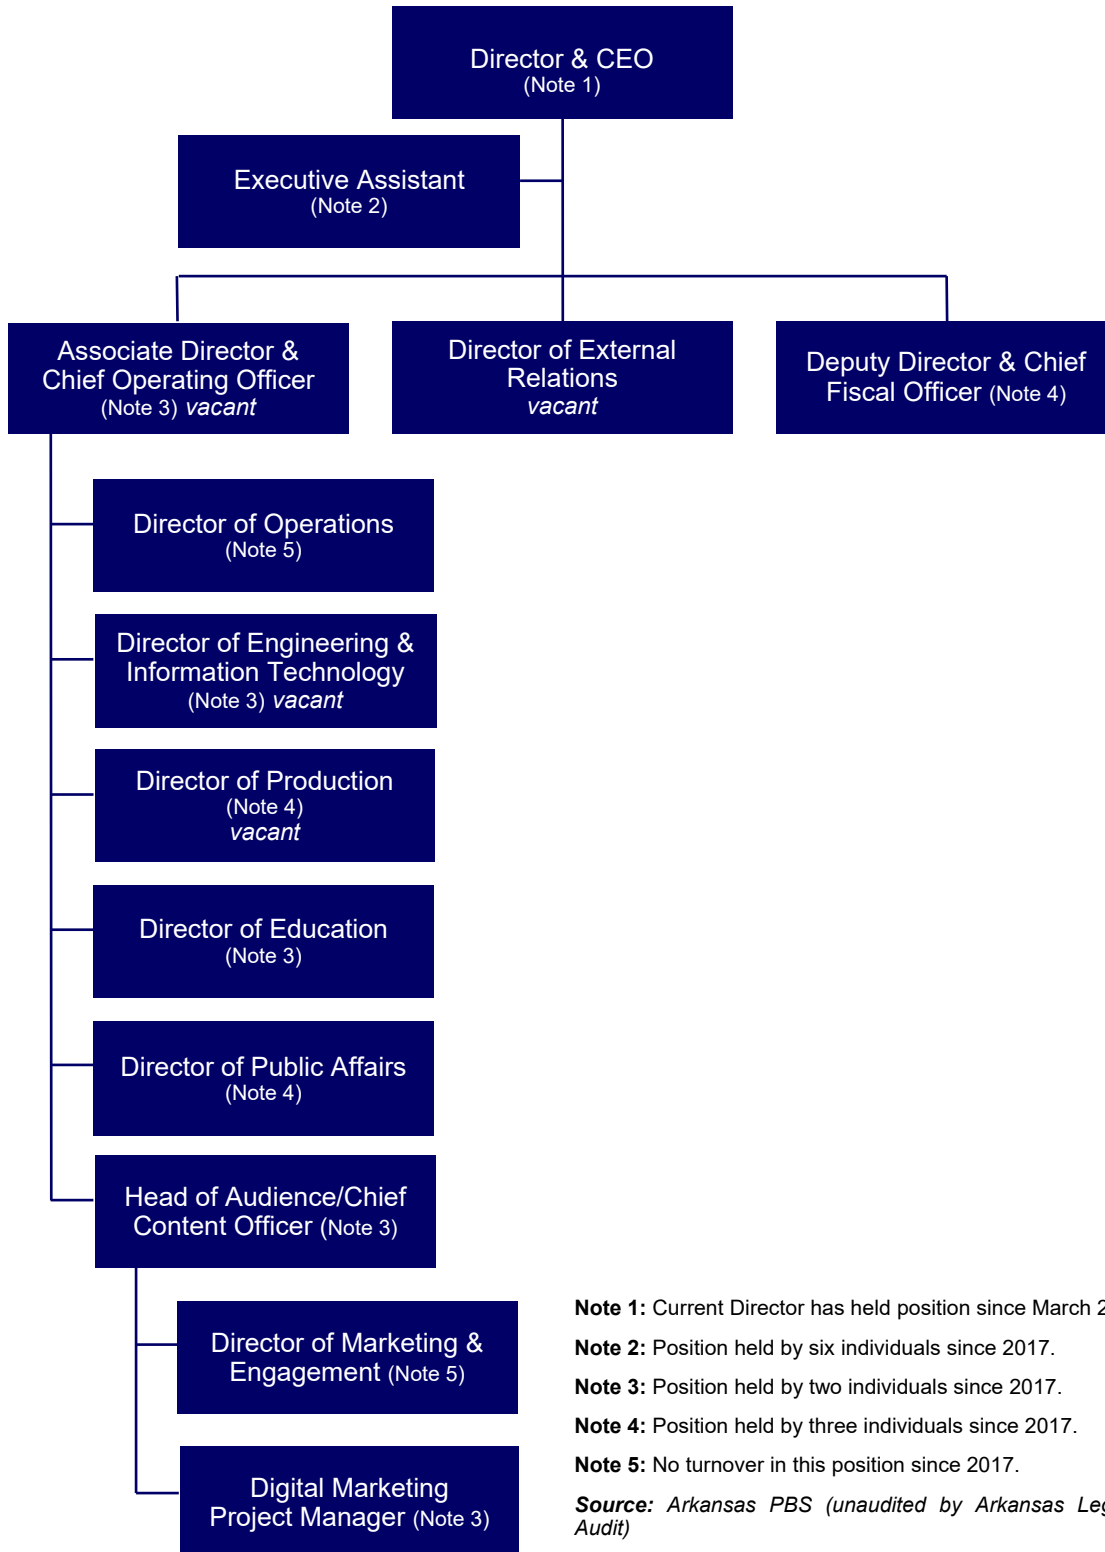 Director & CEO
(Note 1)
Executive Assistant
(Note 2)
Associate Director &
Chief Operating Officer
(Note 3) vacant
Director of External
Relations
vacant
Deputy Director & Chief
Fiscal Officer (Note 4)
Director of Operations
(Note 5)
Director of Engineering &
Information Technology
(Note 3) vacant
Director of Production
(Note 4)
vacant
Director of Education
(Note 3)
Director of Public Affairs
(Note 4)
Head of Audience/Chief
Content Officer (Note 3)
Director of Marketing &
Engagement (Note 5)
Digital Marketing
Project Manager (Note 3)
Note 1: Current Director has held position since March
Note 2: Position held by six individuals since 2017.
Note 3: Position held by two individuals since 2017.
Note 4: Position held by three individuals since 2017.
Note 5: No turnover in this position since 2017.
Source: Arkansas PBS (unaudited by Arkansas
Audit)